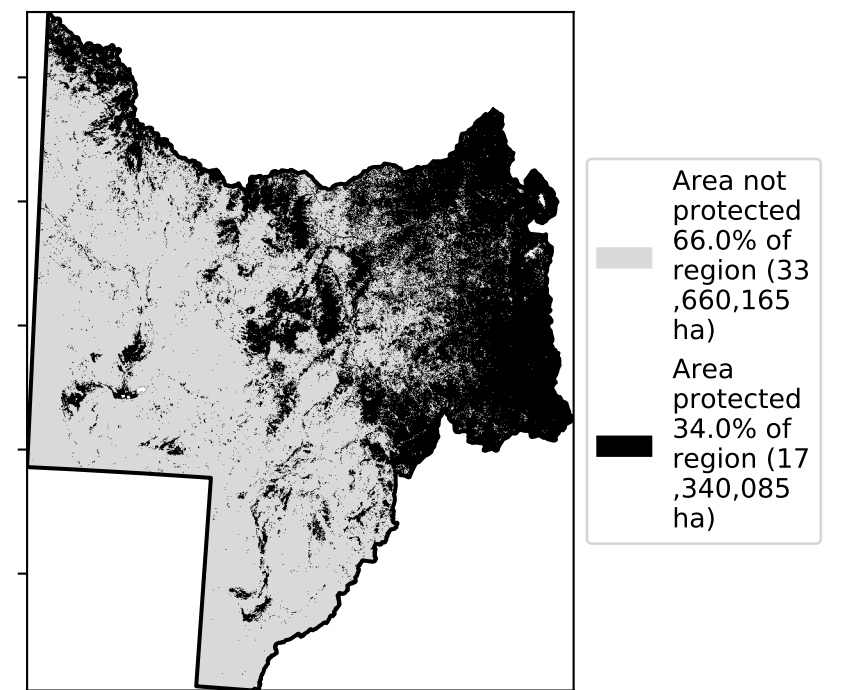 Area not
protected
66.0% of
region (33
,660,165
ha)
Area
protected
34.0% of
region (17
,340,085
ha)